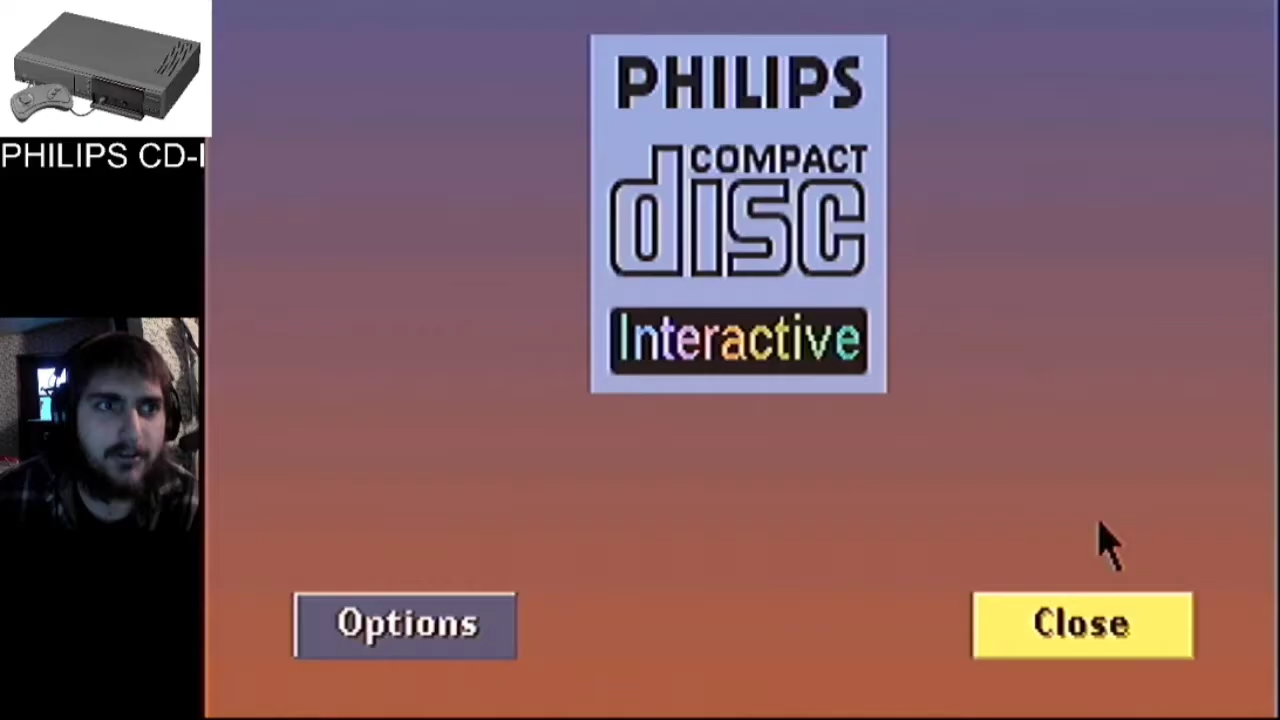 PHILIPS CD-I
PHILIPS
COMPACT
disc
Interactive
Options
Close